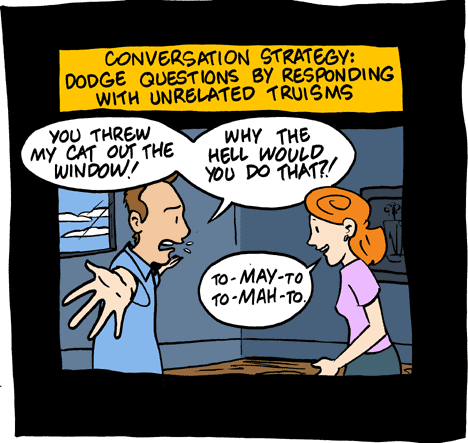 CONVERSATION STRATEGY:
DODGE QUESTIONS BY RESPONDING
WITH UNRELATED TRUISMS
YOU THREW
MY CAT OUT THE
WINDOW!
WHY THE
HELL WOULD
YOU DO THAT?!
TO-MAY-TO
TO-MAH-TO.